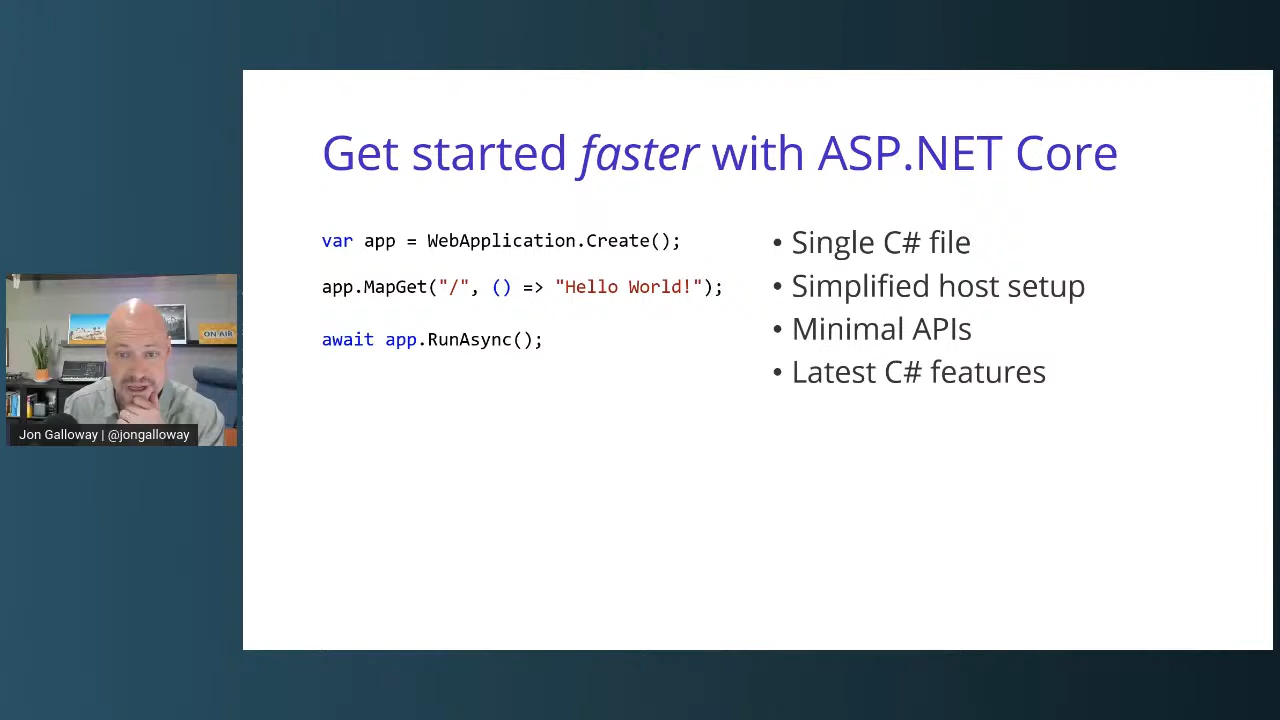 Get started faster with ASP.NET Core
var app = WebApplication.Create();
app.MapGet("/", () => "Hello World!");
await app.RunAsync();
• Single C# file
• Simplified host setup
• Minimal APIs
• Latest C# features
ON AIR
Jon Galloway | @jongalloway